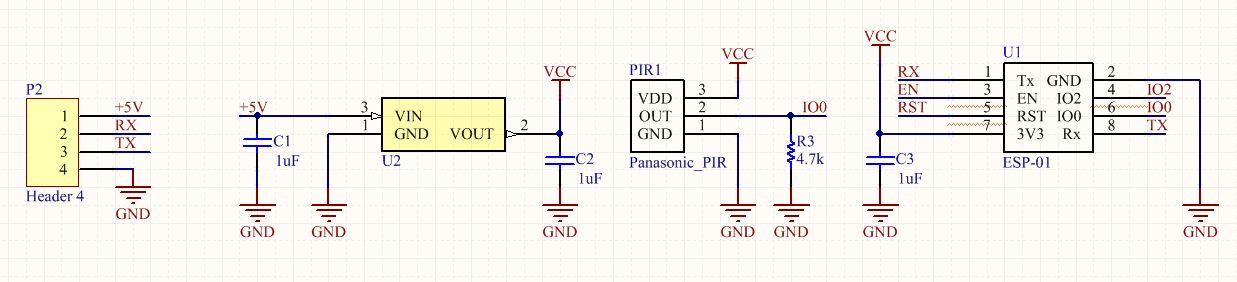 P2
1 +5V
2 RX
3 TX
4
Header 4
GND
+5V
C1
1uF
GND
3 VIN
1 GND
VOUT 2
U2
GND
VCC
C2
1uF
GND
PIR1
VCC
VDD 3
OUT 2
GND 1
Panasonic_PIR
GND
IO0
R3
4.7k
GND
VCC
C3
1uF
GND
U1
RX 1 Tx GND 2
EN 3 EN IO2 4 IO2
RST 5 RST IO0 6 IO0
7 3V3 Rx 8 TX
ESP-01
GND